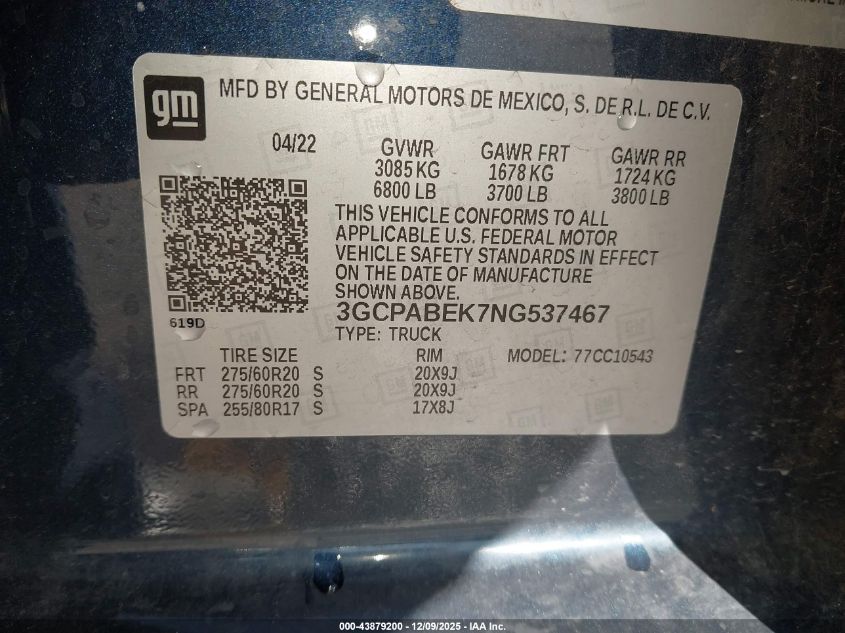 gm
MFD BY GENERAL MOTORS DE MEXICO, S. DE R.L. DE C.V.
04/22 GVWR GAWR FRT GAWR RR
3085 KG 1678 KG 1724 KG
6800 LB 3700 LB 3800 LB
THIS VEHICLE CONFORMS TO ALL
APPLICABLE U.S. FEDERAL MOTOR
VEHICLE SAFETY STANDARDS IN EFFECT
ON THE DATE OF MANUFACTURE
SHOWN ABOVE.
619D
3GCPABEK7NG537467
TYPE: TRUCK
TIRE SIZE RIM MODEL: 77CC10543
FRT 275/60R20 S 20X9J
RR 275/60R20 S 20X9J
SPA 255/80R17 S 17X8J
000-43879200 - 12/09/2025 - IAA Inc.